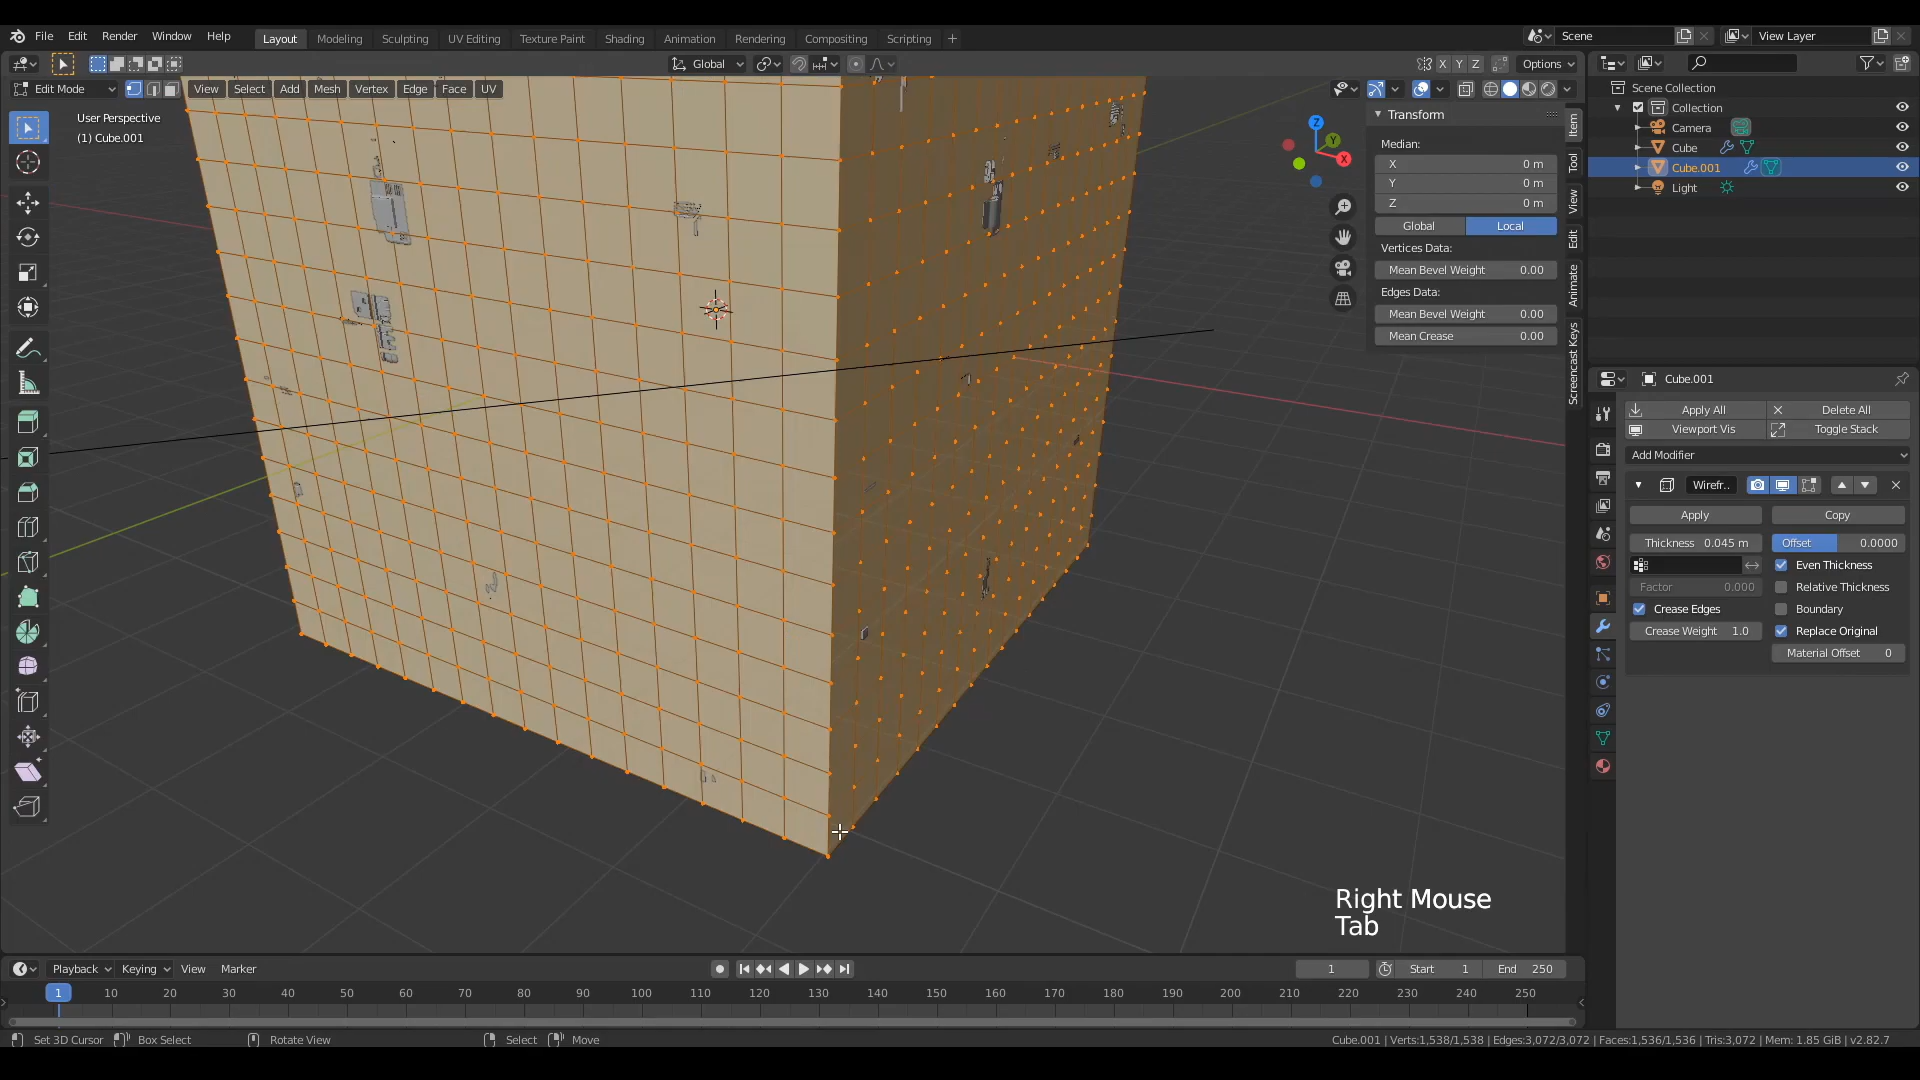 File Edit Render Window Help
Layout Modeling Sculpting UV Editing Texture Paint Shading Animation Rendering Compositing Scripting +
Scene
View Layer
Global
X Y Z
Options
Edit Mode
View Select Add Mesh Vertex Edge Face UV
User Perspective
(1) Cube.001
Z
Y
X
Transform
Median:
X 0 m
Y 0 m
Z 0 m
Global Local
Vertices Data:
Mean Bevel Weight 0.00
Edges Data:
Mean Bevel Weight 0.00
Mean Crease 0.00
Item
Tool
View
Edit
Animate
Screencast Keys
Scene Collection
Collection
Camera
Cube
Cube.001
Light
Cube.001
Apply All Delete All
Viewport Vis Toggle Stack
Add Modifier
Wirefr..
Apply Copy
Thickness 0.045 m Offset 0.0000
Even Thickness
Factor 0.000 Relative Thickness
Crease Edges Boundary
Crease Weight 1.0 Replace Original
Material Offset 0
Right Mouse
Tab
Playback Keying View Marker
1 Start 1 End 250
1 10 20 30 40 50 60 70 80 90 100 110 120 130 140 150 160 170 180 190 200 210 220 230 240 250
Set 3D Cursor Box Select Rotate View Select Move
Cube.001 | Verts:1,538/1,538 | Edges:3,072/3,072 | Faces:1,536/1,536 | Tris:3,072 | Mem: 1.85 GiB | v2.82.7